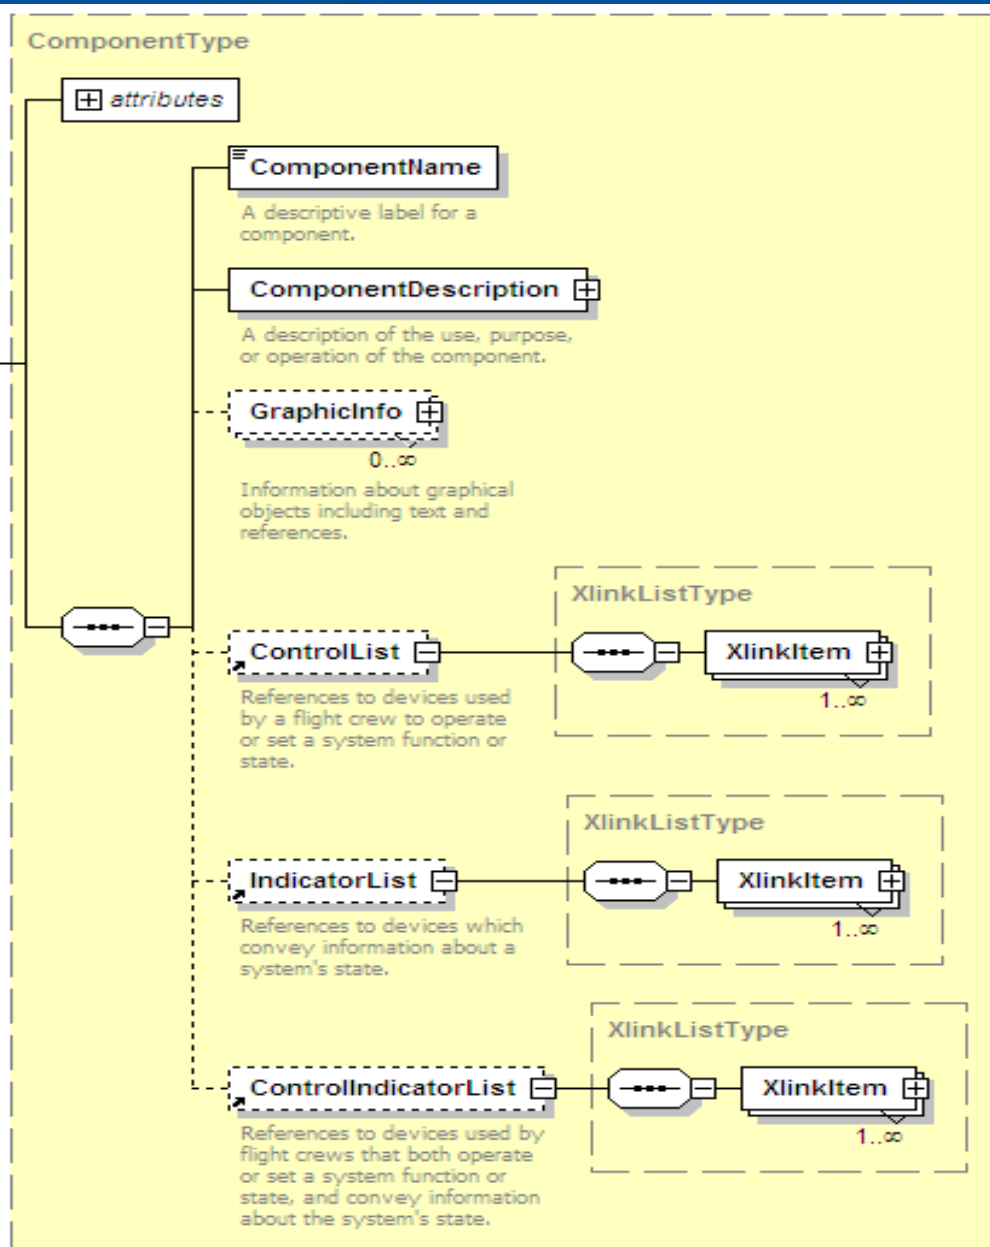 ComponentType
attributes
ComponentName
A descriptive label for a
component.
ComponentDescription
A description of the use, purpose,
or operation of the component.
GraphicInfo
0..∞
Information about graphical
objects including text and
references.
XlinkListType
ControlList
XlinkItem
1..∞
References to devices used
by a flight crew to operate
or set a system function or
state.
XlinkListType
IndicatorList
XlinkItem
1..∞
References to devices which
convey information about a
system's state.
XlinkListType
ControlIndicatorList
XlinkItem
1..∞
References to devices used by
flight crews that both operate
or set a system function or
state, and convey information
about the system's state.